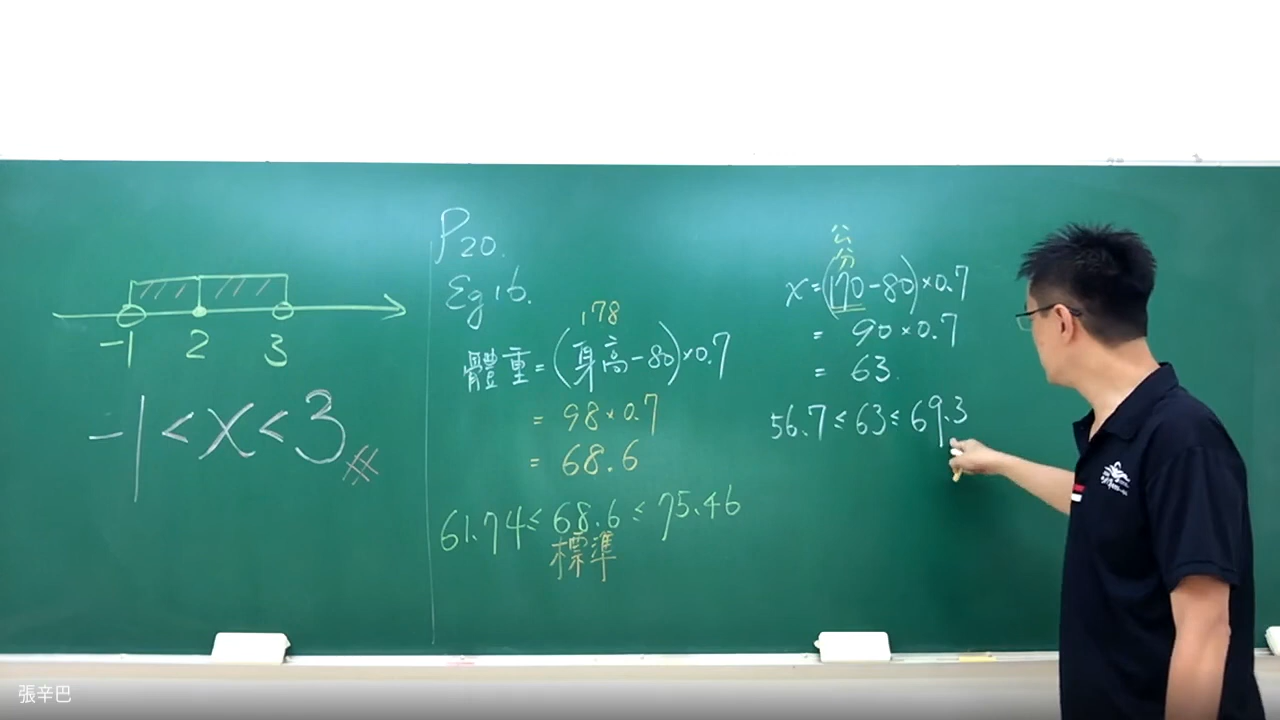 -1 2 3
-1<x<3
P20.
Eg16.
178
體重=(身高-80)×0.7
= 98×0.7
= 68.6
61.74≤68.6≤75.46
標準
公分
x=(170-80)×0.7
= 90×0.7
= 63.
56.7≤63≤69.3
張辛巴